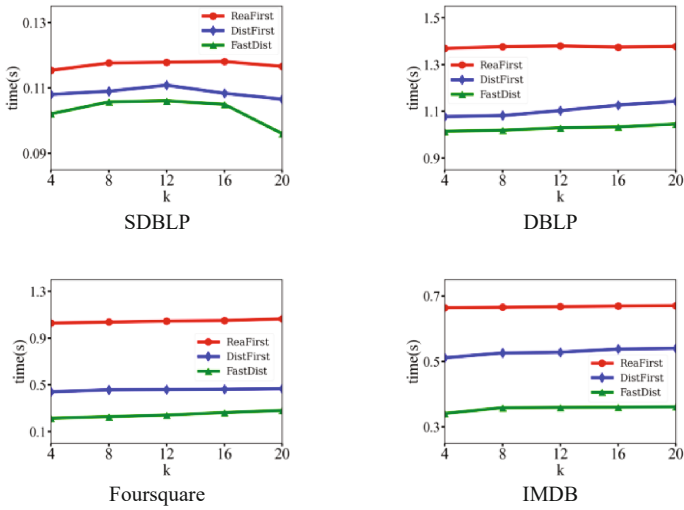 0.13
0.11
0.09
time(s)
ReaFirst
DistFirst
FastDist
4 8 12 16 20
k
SDBLP
1.5
1.3
1.1
0.9
time(s)
ReaFirst
DistFirst
FastDist
4 8 12 16 20
k
DBLP
1.3
0.9
0.5
0.1
time(s)
ReaFirst
DistFirst
FastDist
4 8 12 16 20
k
Foursquare
0.7
0.5
0.3
time(s)
ReaFirst
DistFirst
FastDist
4 8 12 16 20
k
IMDB